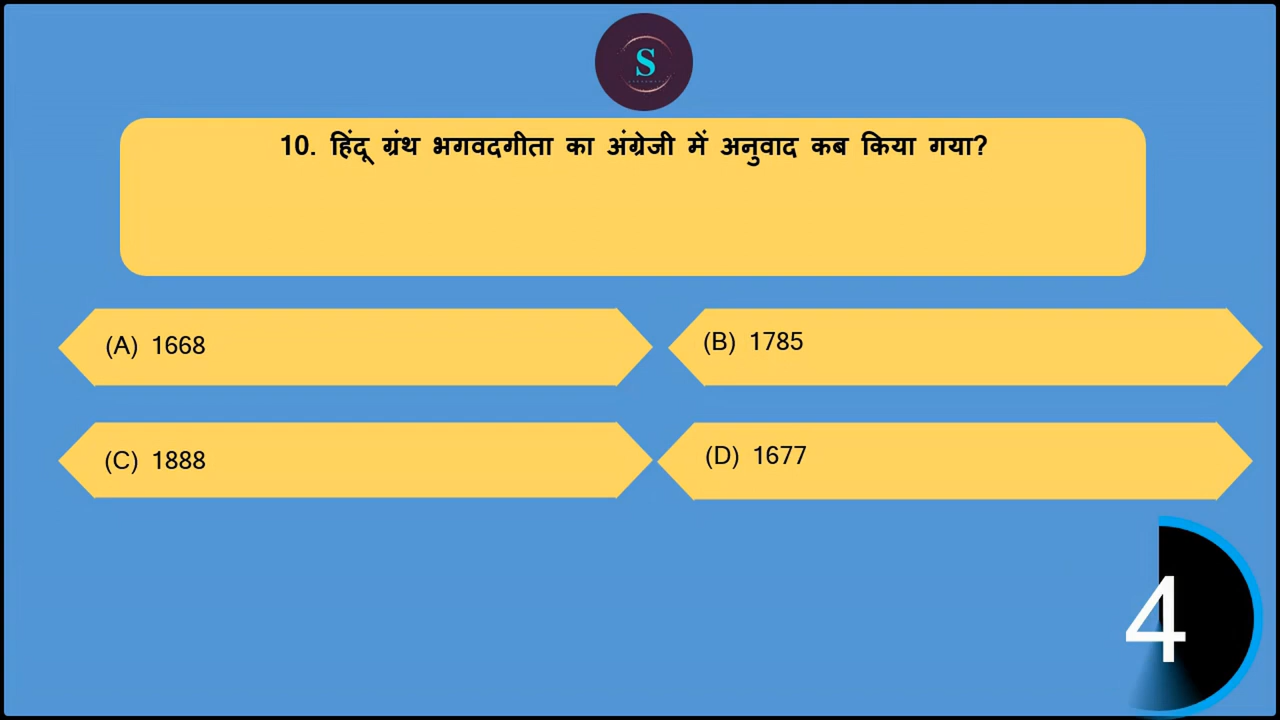 S
10. हिंदू ग्रंथ भगवदगीता का अंग्रेजी में अनुवाद कब किया गया?
(A) 1668
(B) 1785
(C) 1888
(D) 1677
4